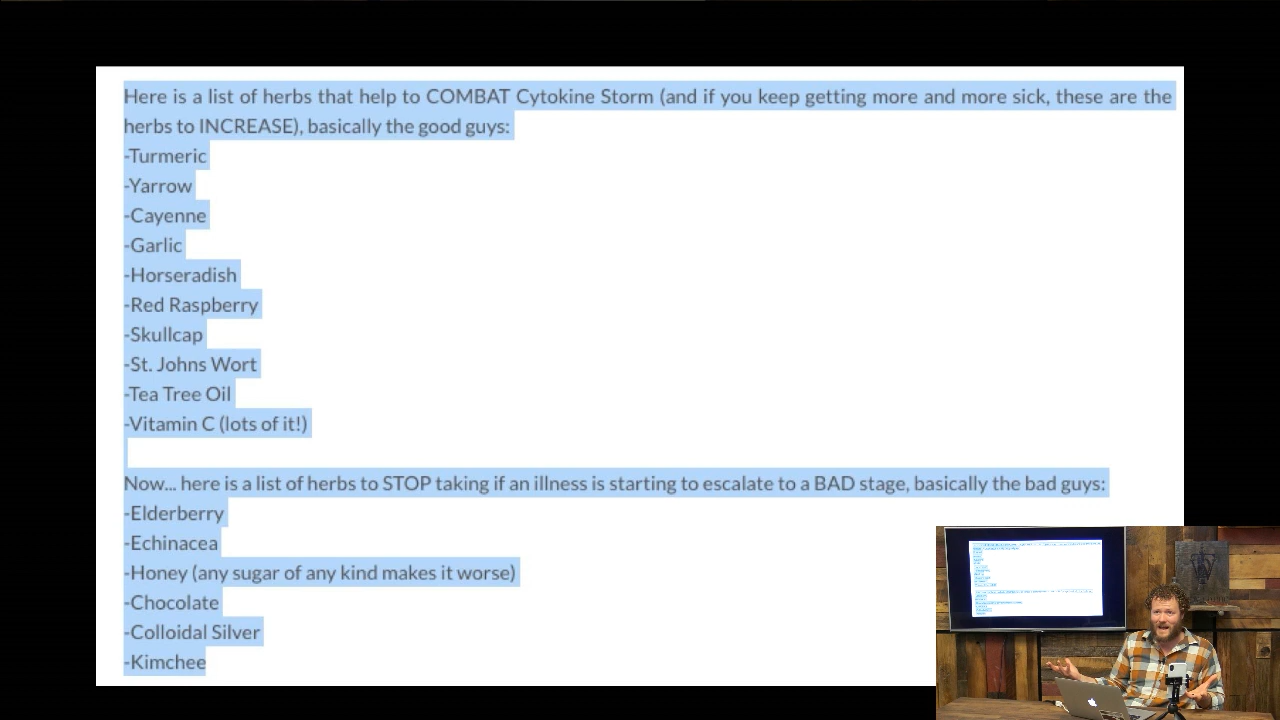 Here is a list of herbs that help to COMBAT Cytokine Storm (and if you keep getting more and more sick, these are the
herbs to INCREASE), basically the good guys:
-Turmeric
-Yarrow
-Cayenne
-Garlic
-Horseradish
-Red Raspberry
-Skullcap
-St. Johns Wort
-Tea Tree Oil
-Vitamin C (lots of it!)
Now... here is a list of herbs to STOP taking if an illness is starting to escalate to a BAD stage, basically the bad guys:
-Elderberry
-Echinacea
-Honey (any sugar of any kind makes it worse)
-Chocolate
-Colloidal Silver
-Kimchee